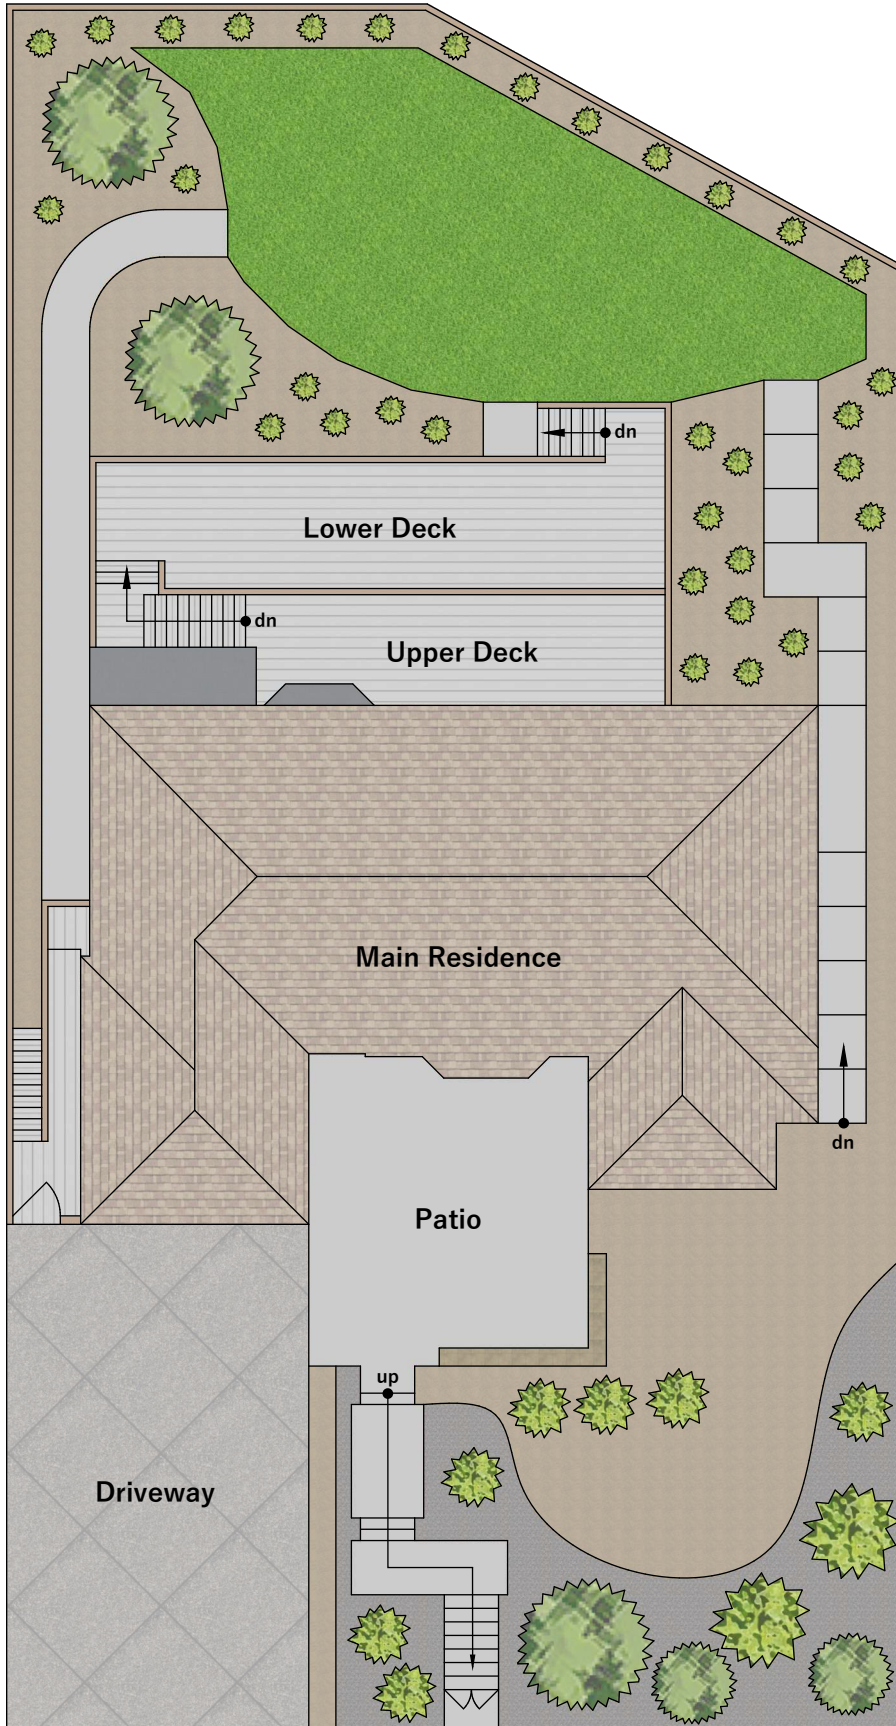 dn
Lower Deck
dn
Upper Deck
Main Residence
dn
Patio
up
Driveway